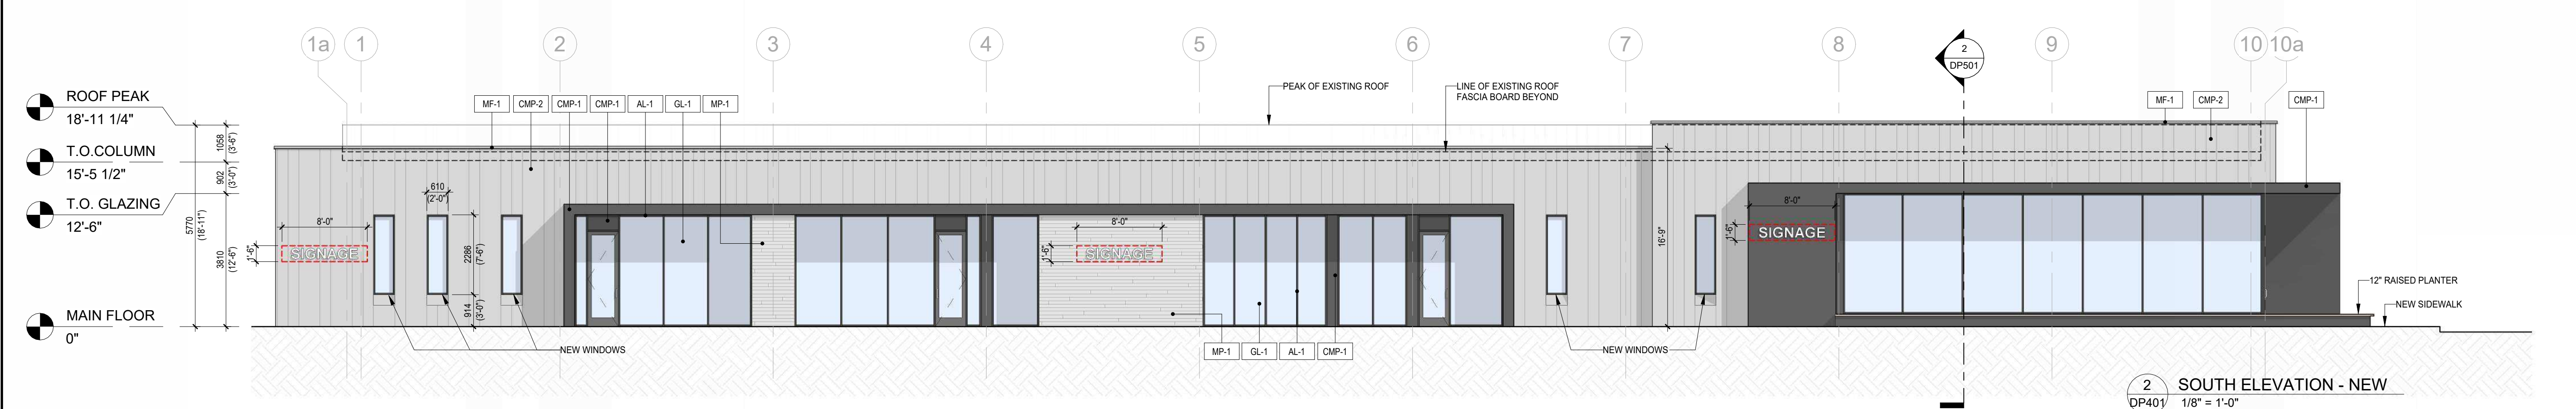 1a
1
2
3
4
5
6
7
8
9
10
10a
2
DP501
ROOF PEAK
18'-11 1/4"
T.O.COLUMN
15'-5 1/2"
T.O. GLAZING
12'-6"
MAIN FLOOR
0"
5770
(18'-11")
1058
(3'-6")
902
(3'-0")
3810
(12'-6")
MF-1
CMP-2
CMP-1
CMP-1
AL-1
GL-1
MP-1
PEAK OF EXISTING ROOF
LINE OF EXISTING ROOF
FASCIA BOARD BEYOND
MF-1
CMP-2
CMP-1
610
(2'-0")
8'-0"
1'-6"
SIGNAGE
2286
(7'-6")
914
(3'-0")
8'-0"
1'-6"
SIGNAGE
16'-9"
8'-0"
1'-6"
SIGNAGE
12" RAISED PLANTER
NEW SIDEWALK
NEW WINDOWS
MP-1
GL-1
AL-1
CMP-1
NEW WINDOWS
2
DP401
SOUTH ELEVATION - NEW
1/8" = 1'-0"